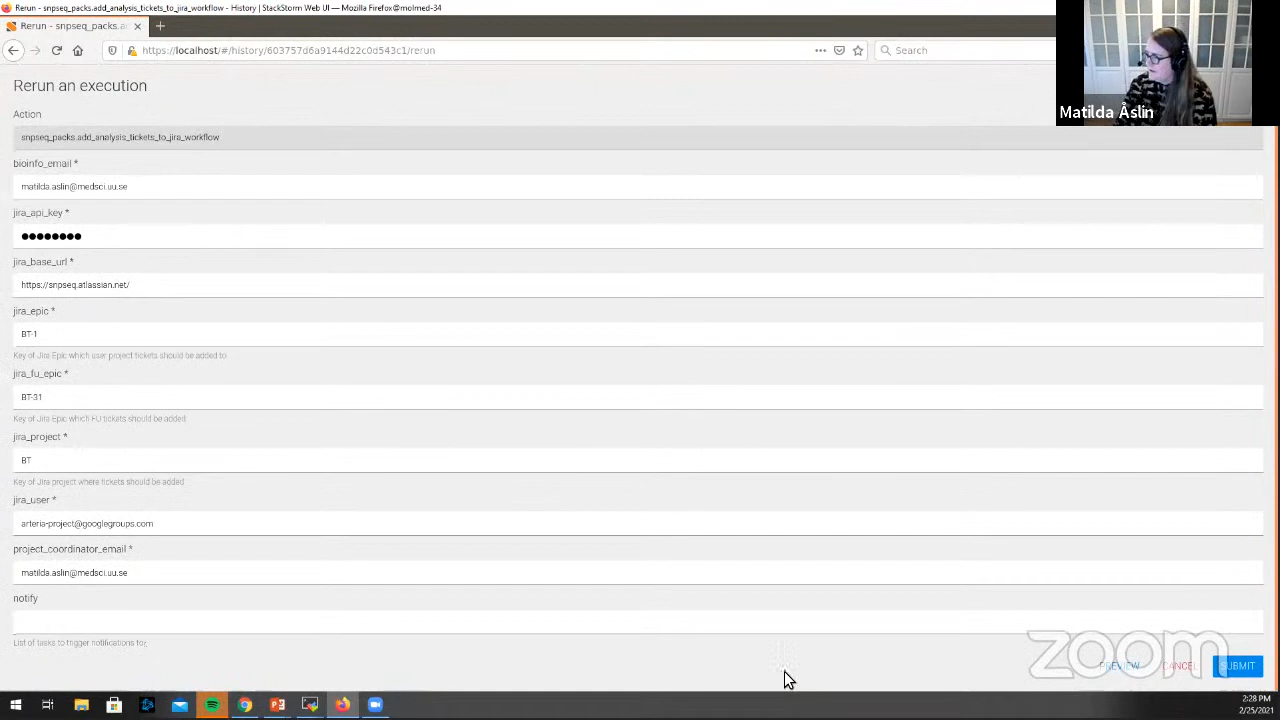 Rerun - snpseq_packs.add_analysis_tickets_to_jira_workflow - History | StackStorm Web UI — Mozilla Firefox@molmed-34
Rerun - snpseq_packs.a
https://localhost/#/history/603757d6a9144d22c0d543c1/rerun
Search
Matilda Åslin
Rerun an execution
Action
snpseq_packs.add_analysis_tickets_to_jira_workflow
bioinfo_email *
matilda.aslin@medsci.uu.se
jira_api_key *
●●●●●●●●
jira_base_url *
https://snpseq.atlassian.net/
jira_epic *
BT-1
Key of Jira Epic which user project tickets should be added to
jira_fu_epic *
BT-31
Key of Jira Epic which FU tickets should be added
jira_project *
BT
Key of Jira project where tickets should be added
jira_user *
arteria-project@googlegroups.com
project_coordinator_email *
matilda.aslin@medsci.uu.se
notify
List of tasks to trigger notifications for.
zoom
PREVIEW
CANCEL
SUBMIT
2:28 PM
2/25/2021